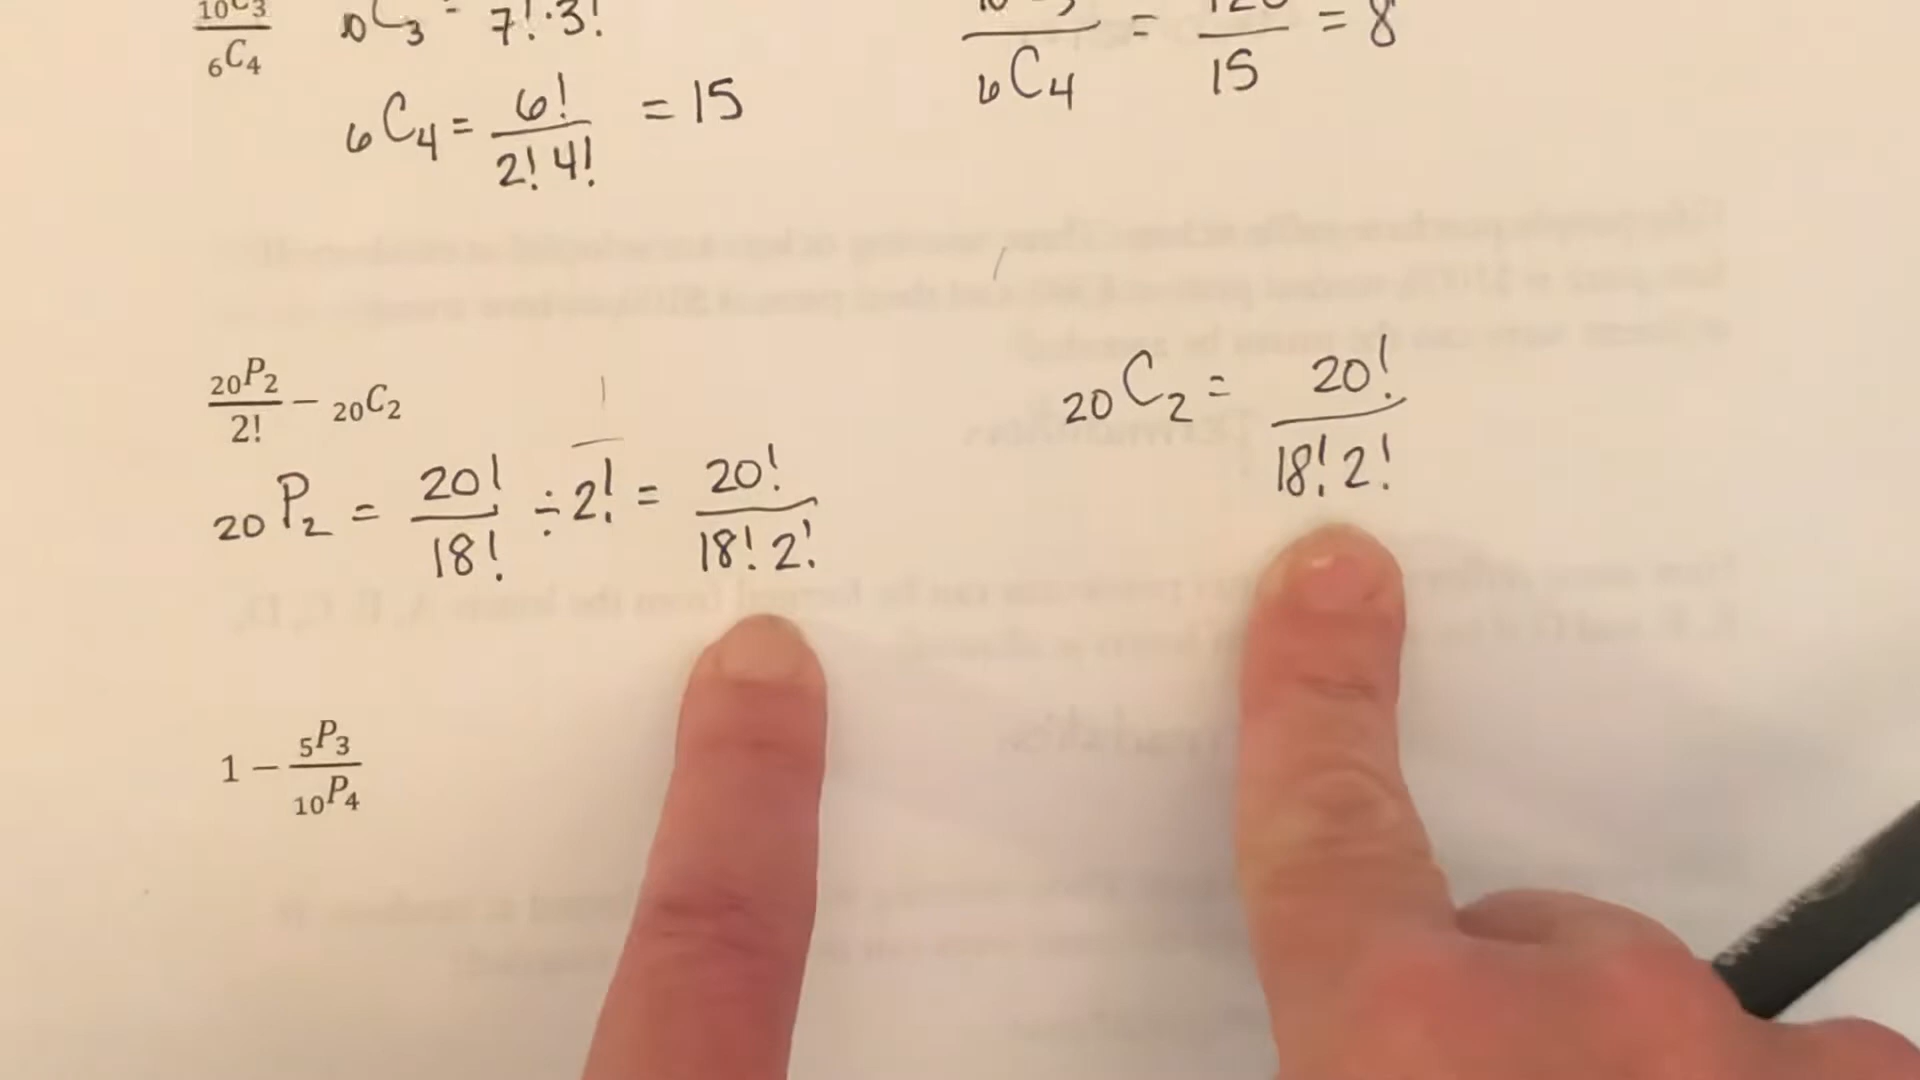 10C3 / 6C4
10C3 = / 7!·3!
6C4 = 6! / 2! 4! = 15
/ 6C4 = 120 / 15 = 8
20P2 / 2! − 20C2
20P2 = 20! / 18! ÷ 2! = 20! / 18! 2!
20C2 = 20! / 18! 2!
1 − 5P3 / 10P4